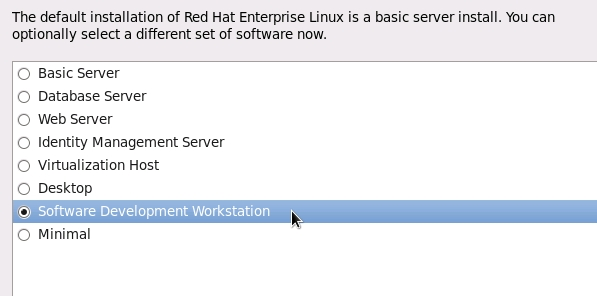 The default installation of Red Hat Enterprise Linux is a basic server install. You can
optionally select a different set of software now.
Basic Server
Database Server
Web Server
Identity Management Server
Virtualization Host
Desktop
Software Development Workstation
Minimal